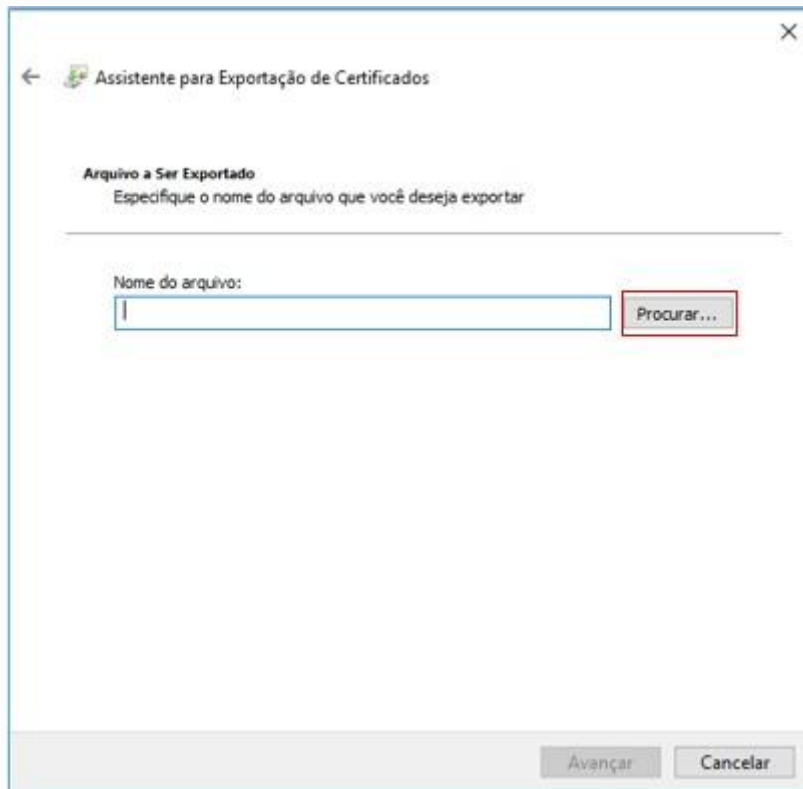 Assistente para Exportação de Certificados
Arquivo a Ser Exportado
Especifique o nome do arquivo que você deseja exportar
Nome do arquivo:
Procurar...
Avançar
Cancelar